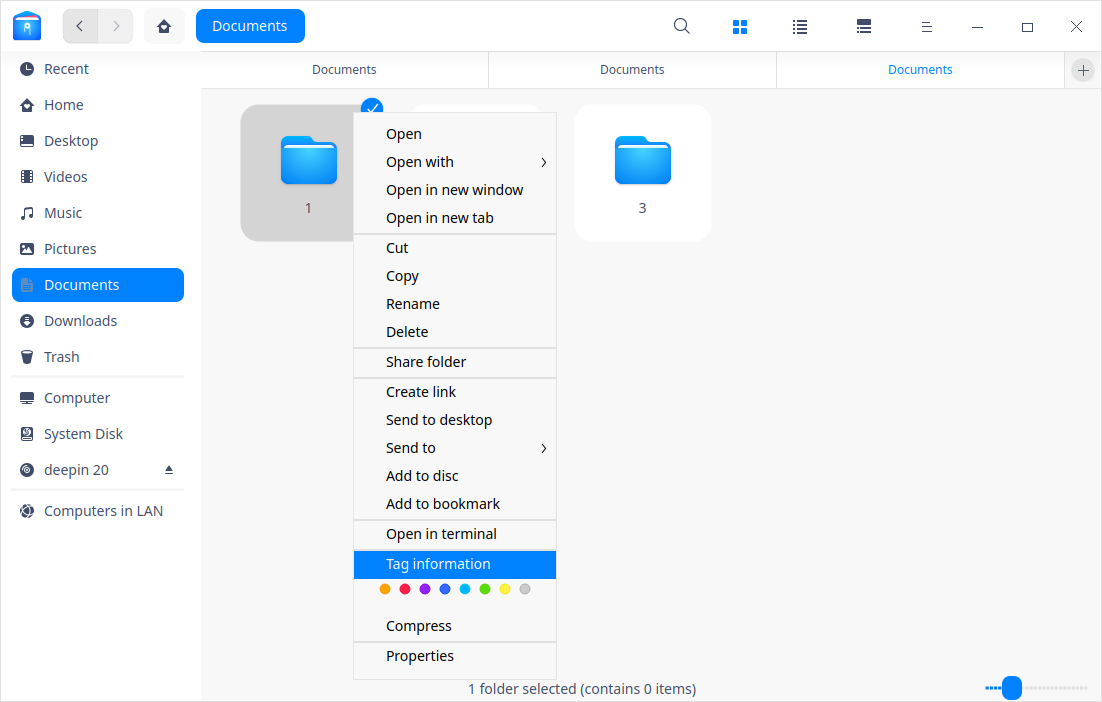 Documents
Recent
Home
Desktop
Videos
Music
Pictures
Documents
Downloads
Trash
Computer
System Disk
deepin 20
Computers in LAN
Documents
Documents
Documents
1
3
Open
Open with
Open in new window
Open in new tab
Cut
Copy
Rename
Delete
Share folder
Create link
Send to desktop
Send to
Add to disc
Add to bookmark
Open in terminal
Tag information
Compress
Properties
1 folder selected (contains 0 items)